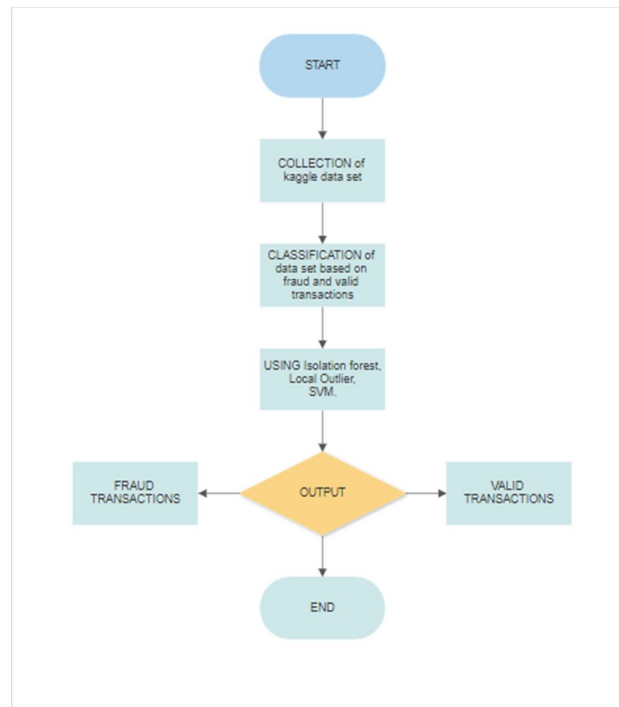 START
COLLECTION of
kaggle data set
CLASSIFICATION of
data set based on
fraud and valid
transactions
USING Isolation forest,
Local Outlier,
SVM.
FRAUD
TRANSACTIONS
OUTPUT
VALID
TRANSACTIONS
END